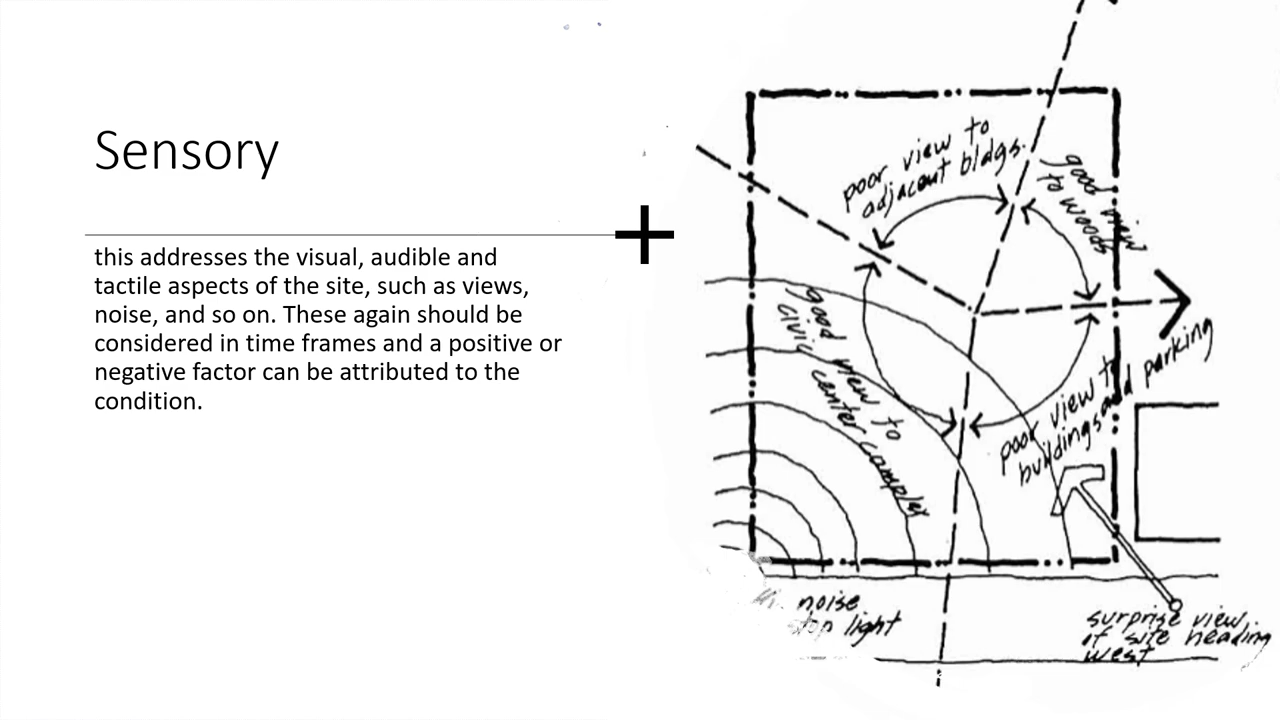 Sensory
this addresses the visual, audible and
tactile aspects of the site, such as views,
noise, and so on. These again should be
considered in time frames and a positive or
negative factor can be attributed to the
condition.
poor view to
adjacent bldgs.
good view
to woods
good view to
civic center complex
poor view to
buildings and parking
noise
stop light
surprise view
of site heading
west